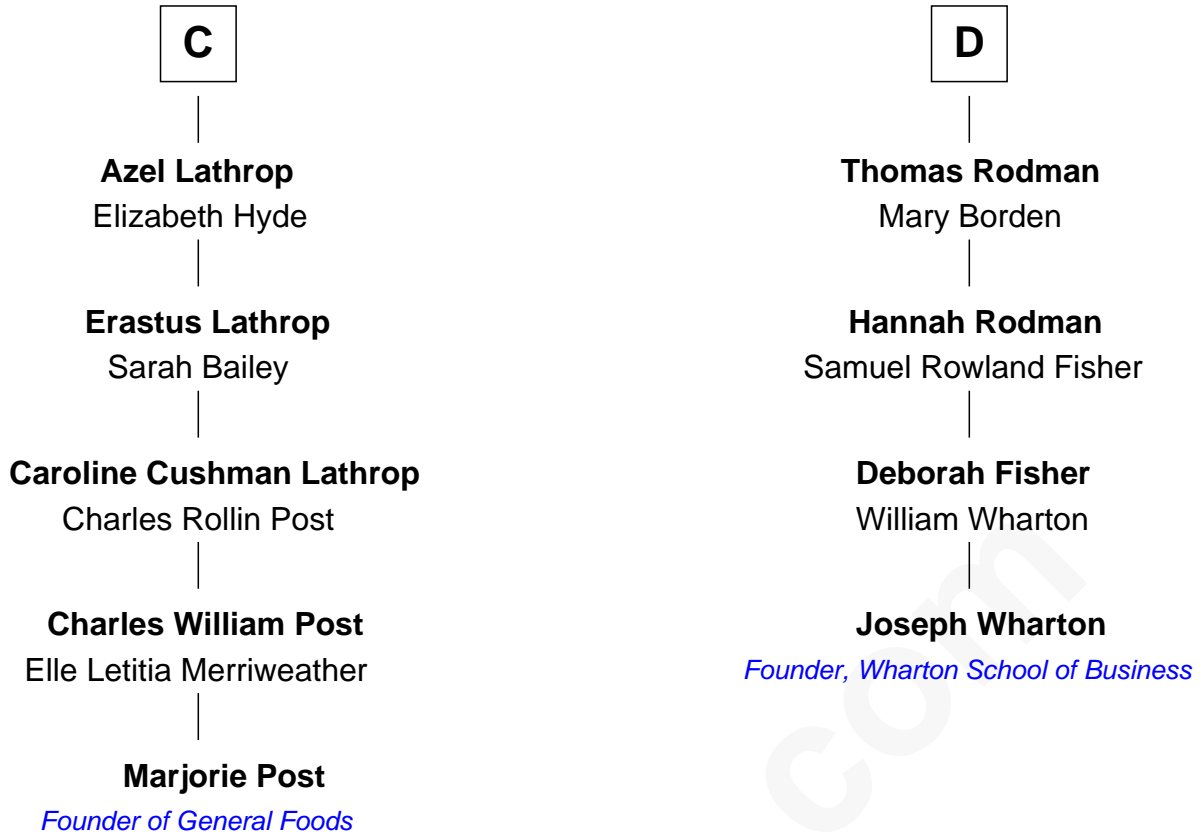 C
Azel Lathrop
Elizabeth Hyde
Erastus Lathrop
Sarah Bailey
Caroline Cushman Lathrop
Charles Rollin Post
Charles William Post
Elle Letitia Merriweather
Marjorie Post
Founder of General Foods
D
Thomas Rodman
Mary Borden
Hannah Rodman
Samuel Rowland Fisher
Deborah Fisher
William Wharton
Joseph Wharton
Founder, Wharton School of Business
com